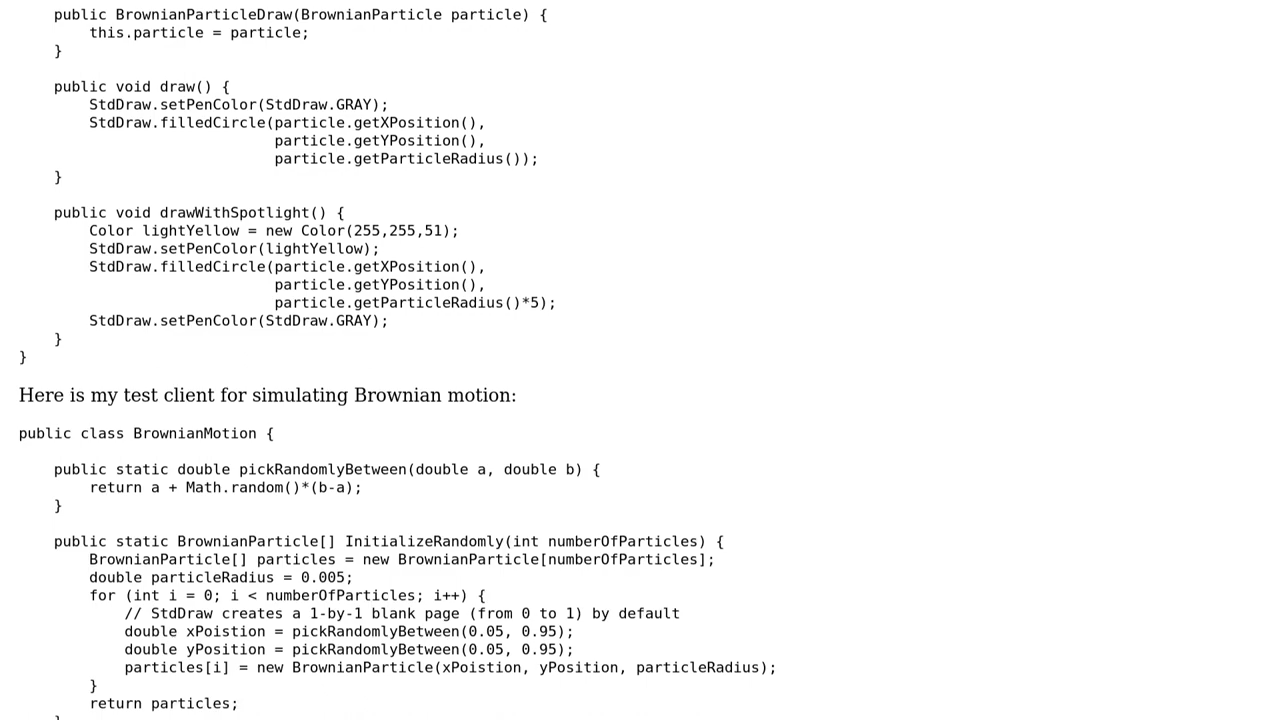 public BrownianParticleDraw(BrownianParticle particle) {
        this.particle = particle;
    }

    public void draw() {
        StdDraw.setPenColor(StdDraw.GRAY);
        StdDraw.filledCircle(particle.getXPosition(),
                             particle.getYPosition(),
                             particle.getParticleRadius());
    }

    public void drawWithSpotlight() {
        Color lightYellow = new Color(255,255,51);
        StdDraw.setPenColor(lightYellow);
        StdDraw.filledCircle(particle.getXPosition(),
                             particle.getYPosition(),
                             particle.getParticleRadius()*5);
        StdDraw.setPenColor(StdDraw.GRAY);
    }
}
Here is my test client for simulating Brownian motion:
public class BrownianMotion {

    public static double pickRandomlyBetween(double a, double b) {
        return a + Math.random()*(b-a);
    }

    public static BrownianParticle[] InitializeRandomly(int numberOfParticles) {
        BrownianParticle[] particles = new BrownianParticle[numberOfParticles];
        double particleRadius = 0.005;
        for (int i = 0; i < numberOfParticles; i++) {
            // StdDraw creates a 1-by-1 blank page (from 0 to 1) by default
            double xPoistion = pickRandomlyBetween(0.05, 0.95);
            double yPosition = pickRandomlyBetween(0.05, 0.95);
            particles[i] = new BrownianParticle(xPoistion, yPosition, particleRadius);
        }
        return particles;